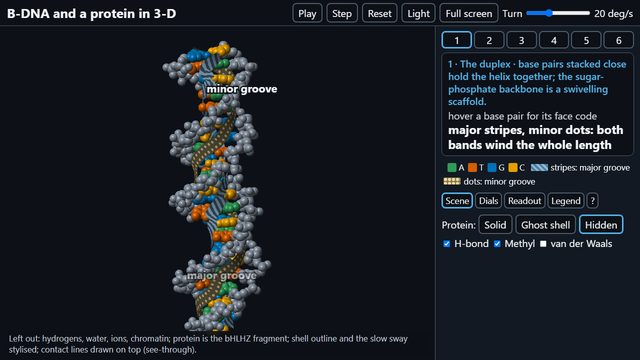 B-DNA and a protein in 3-D
Play Step Reset Light Full screen Turn 20 deg/s
1 2 3 4 5 6
1 · The duplex · base pairs stacked close
hold the helix together; the sugar-
phosphate backbone is a swivelling
scaffold.
hover a base pair for its face code
major stripes, minor dots: both
bands wind the whole length
A T G C stripes: major groove
dots: minor groove
Scene Dials Readout Legend ?
Protein: Solid Ghost shell Hidden
H-bond Methyl van der Waals
minor groove
major groove
Left out: hydrogens, water, ions, chromatin; protein is the bHLHZ fragment; shell outline and the slow sway
stylised; contact lines drawn on top (see-through).